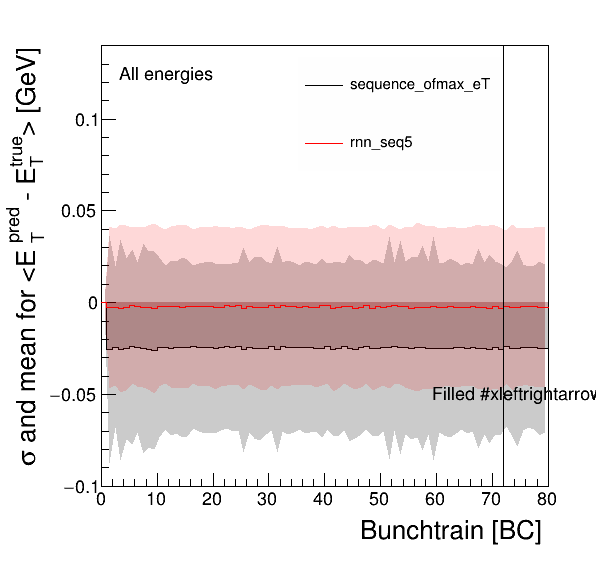 σ and mean for <E_T^pred - E_T^true> [GeV]
All energies
sequence_ofmax_eT
rnn_seq5
0.1
0.05
0
−0.05
−0.1
Filled #xleftrightarrow
0 10 20 30 40 50 60 70 80
Bunchtrain [BC]